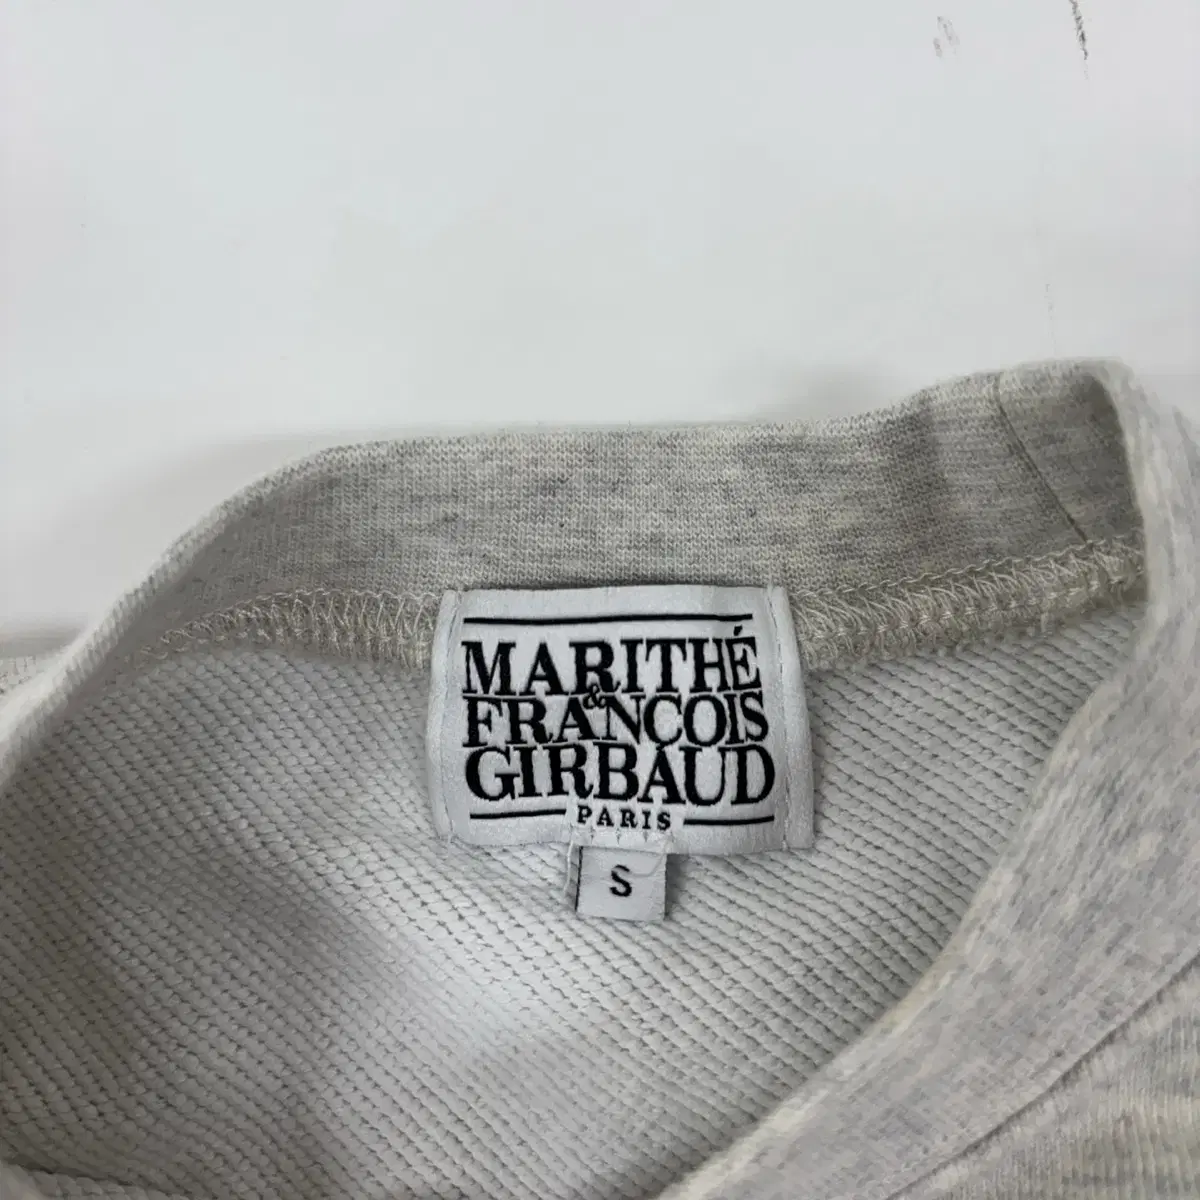 MARITHÉ
&
FRANCOIS
GIRBAUD
PARIS
S